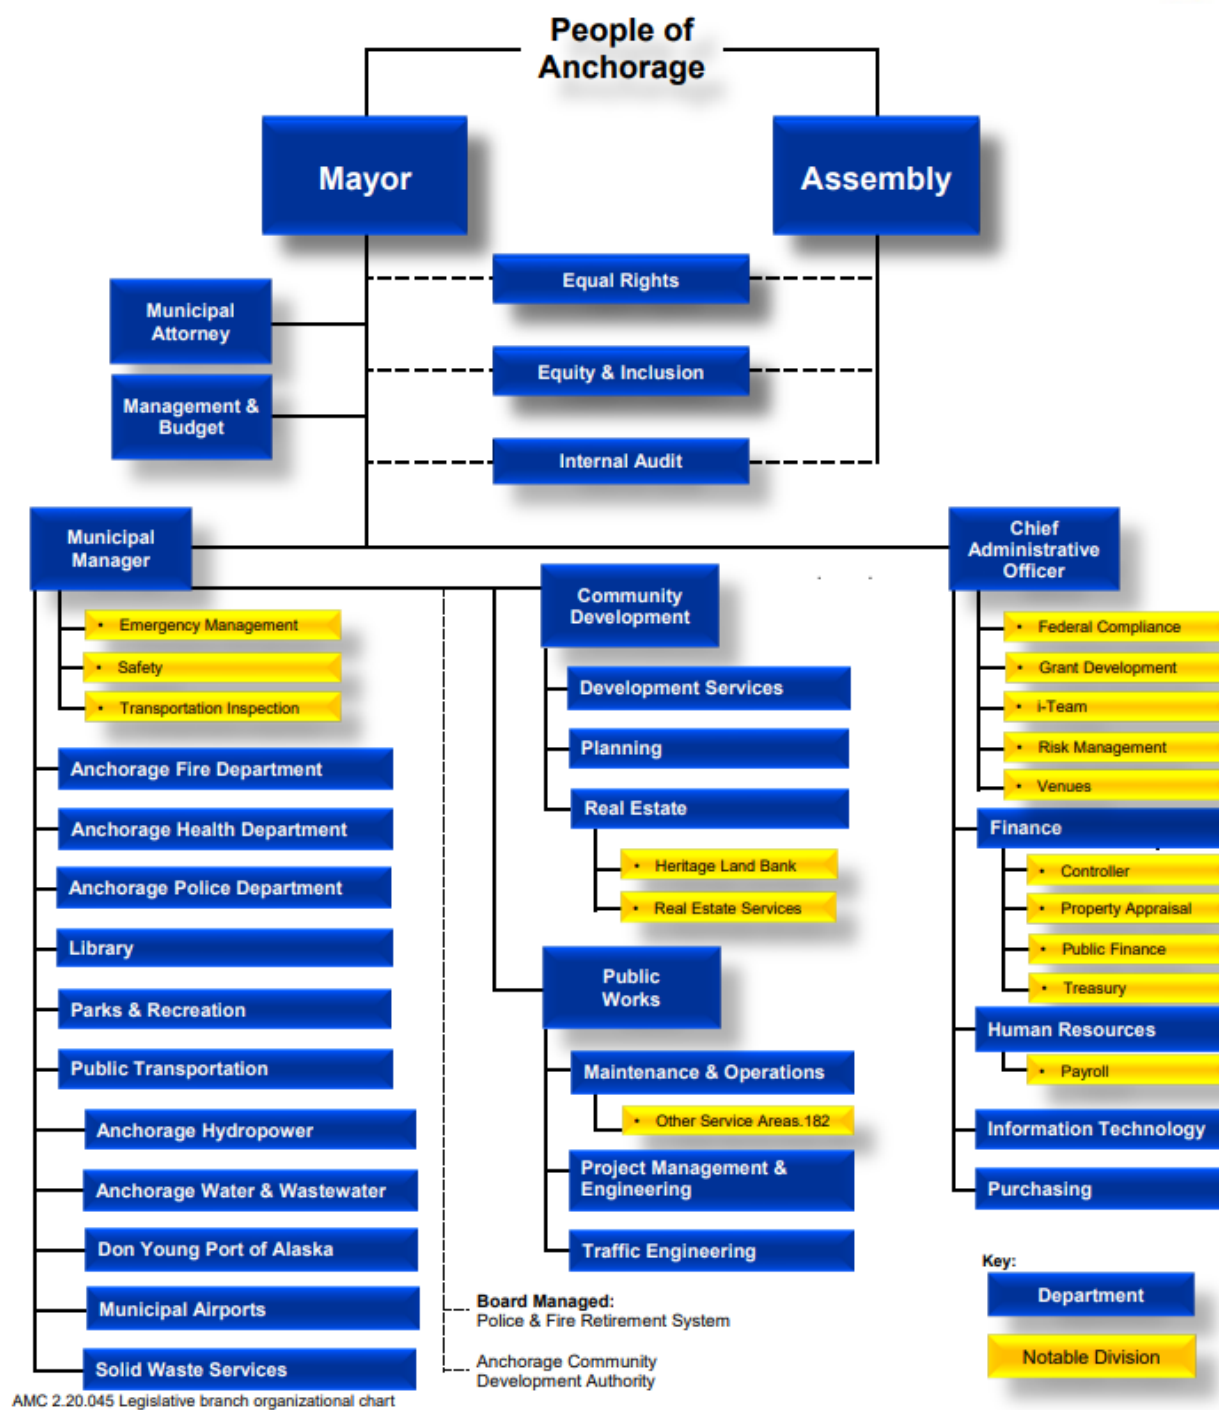 People of
Anchorage
Mayor
Assembly
Equal Rights
Municipal
Attorney
Equity & Inclusion
Management &
Budget
Internal Audit
Municipal
Manager
Chief
Administrative
Officer
Community
Development
• Emergency Management
• Safety
• Transportation Inspection
Anchorage Fire Department
Anchorage Health Department
Anchorage Police Department
Library
Parks & Recreation
Public Transportation
Anchorage Hydropower
Anchorage Water & Wastewater
Don Young Port of Alaska
Municipal Airports
Solid Waste Services
Development Services
Planning
Real Estate
• Heritage Land Bank
• Real Estate Services
Public
Works
Maintenance & Operations
• Other Service Areas.182
Project Management &
Engineering
Traffic Engineering
Board Managed:
Police & Fire Retirement System
Anchorage Community
Development Authority
• Federal Compliance
• Grant Development
• i-Team
• Risk Management
• Venues
Finance
• Controller
• Property Appraisal
• Public Finance
• Treasury
Human Resources
• Payroll
Information Technology
Purchasing
Key:
Department
Notable Division
AMC 2.20.045 Legislative branch organizational chart